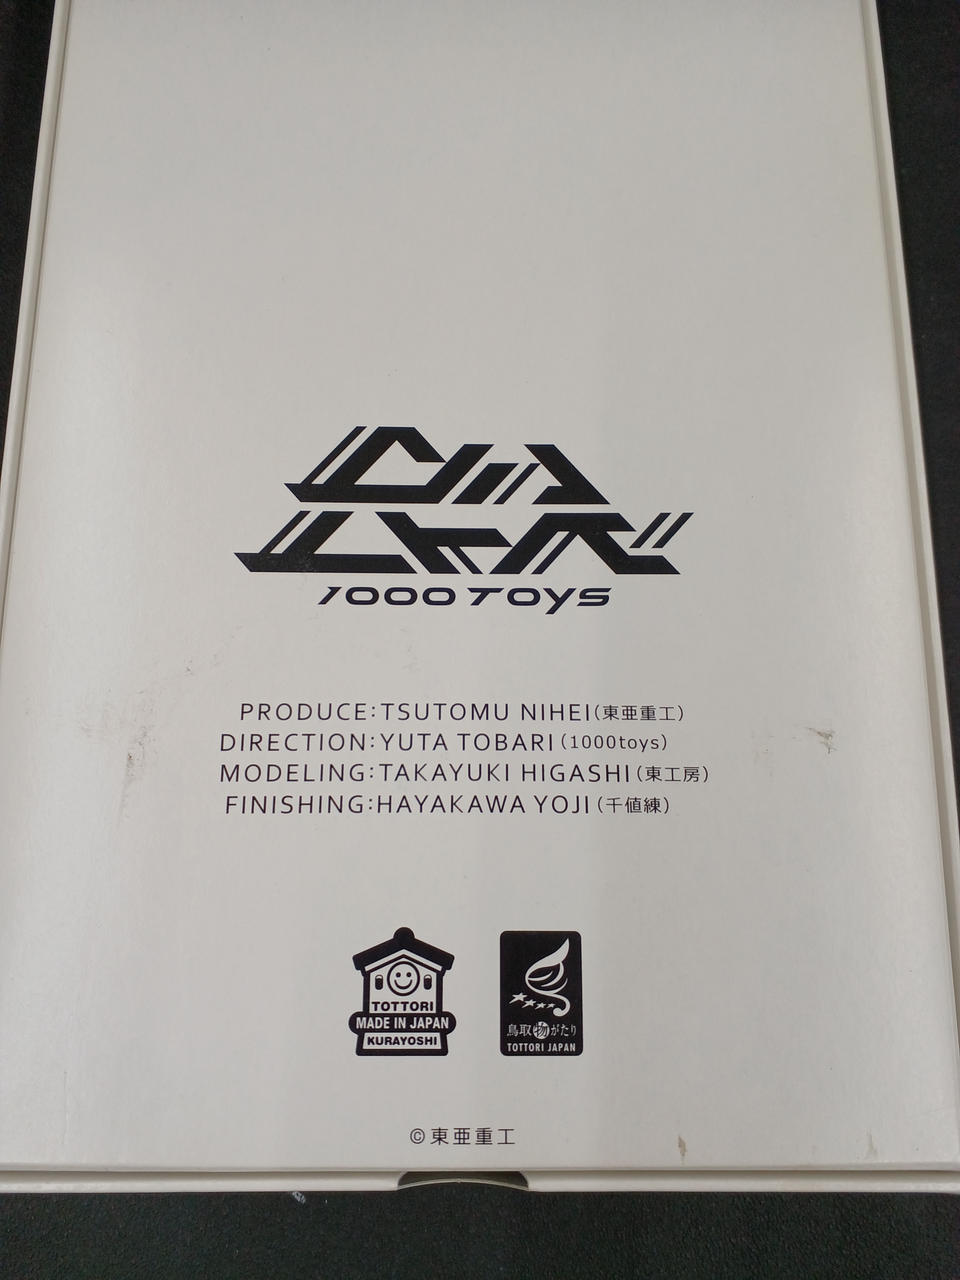 1000 TOYS
PRODUCE:TSUTOMU NIHEI(東亜重工)
DIRECTION:YUTA TOBARI(1000toys)
MODELING:TAKAYUKI HIGASHI(東工房)
FINISHING:HAYAKAWA YOJI(千値練)
TOTTORI
MADE IN JAPAN
KURAYOSHI
鳥取物がたり
TOTTORI JAPAN
©東亜重工